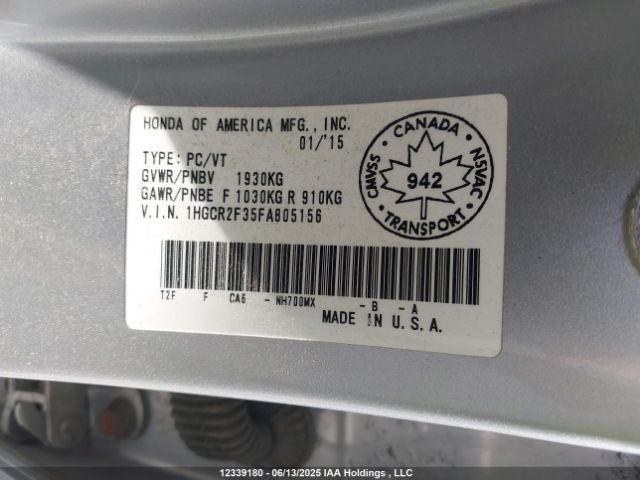 HONDA OF AMERICA MFG., INC.
01/'15
TYPE: PC/VT
GVWR/PNBV 1930KG
GAWR/PNBE F 1030KG R 910KG
V.I.N. 1HGCR2F35FA805156
CANADA
CMVSS
NSVAC
942
TRANSPORT
T2F F CA6 - NH700MX - B - A
MADE IN U.S.A.
12339180 - 06/13/2025 IAA Holdings , LLC